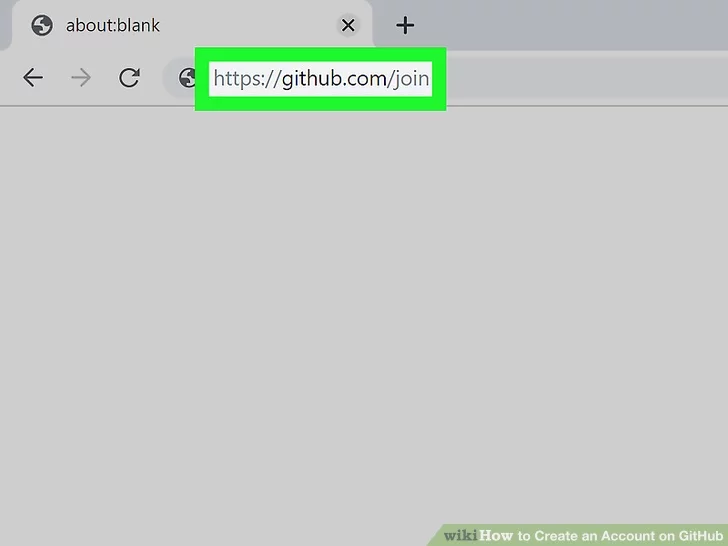 about:blank
https://github.com/join
wikiHow to Create an Account on GitHub